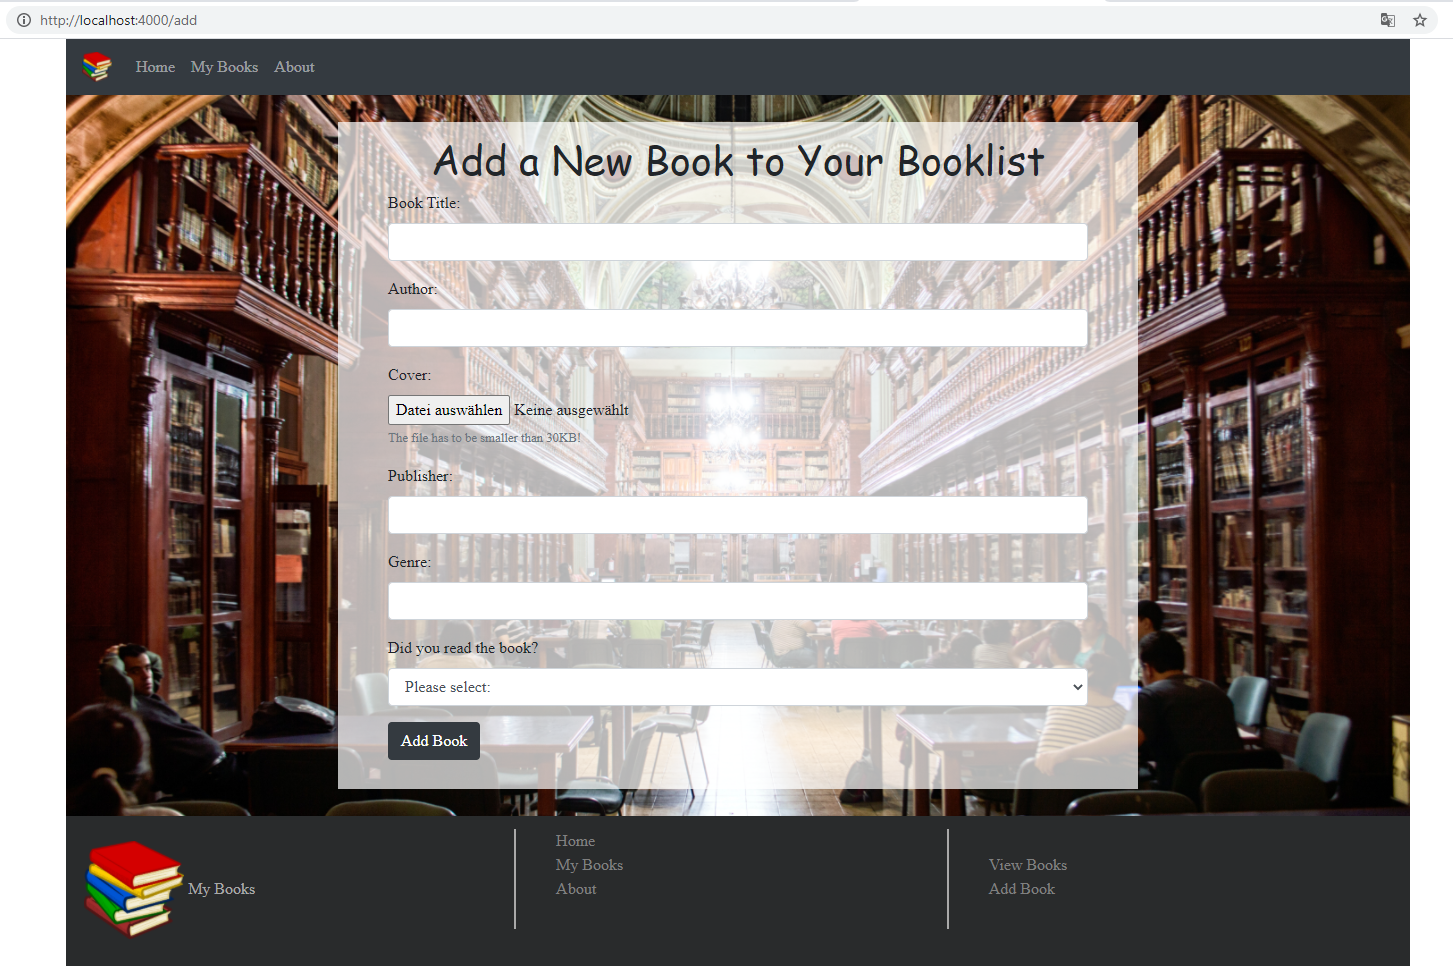 http://localhost:4000/add
Home My Books About
Add a New Book to Your Booklist
Book Title:
Author:
Cover:
Datei auswählen Keine ausgewählt
The file has to be smaller than 30KB!
Publisher:
Genre:
Did you read the book?
Please select:
Add Book
My Books
Home
My Books
About
View Books
Add Book